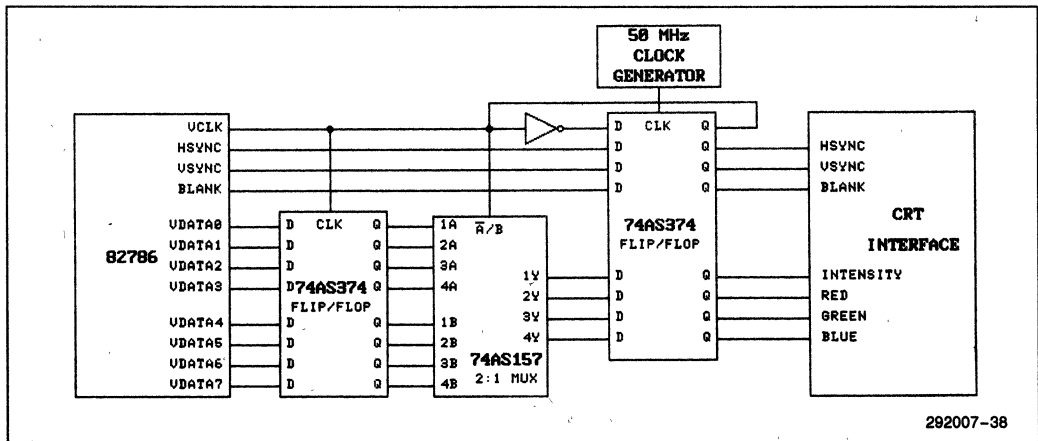 50 MHz
CLOCK
GENERATOR
VCLK
HSYNC
VSYNC
BLANK
D CLK Q
D Q
D Q
D Q
HSYNC
VSYNC
BLANK
82786
VDATA0
VDATA1
VDATA2
VDATA3
VDATA4
VDATA5
VDATA6
VDATA7
D CLK Q
D Q
D Q
D Q
74AS374
FLIP/FLOP
D Q
D Q
D Q
D Q
1A A̅/B
2A
3A
4A
1B
2B
3B
4B
1Y
2Y
3Y
4Y
74AS157
2:1 MUX
74AS374
FLIP/FLOP
D Q
D Q
D Q
D Q
CRT
INTERFACE
INTENSITY
RED
GREEN
BLUE
292007-38